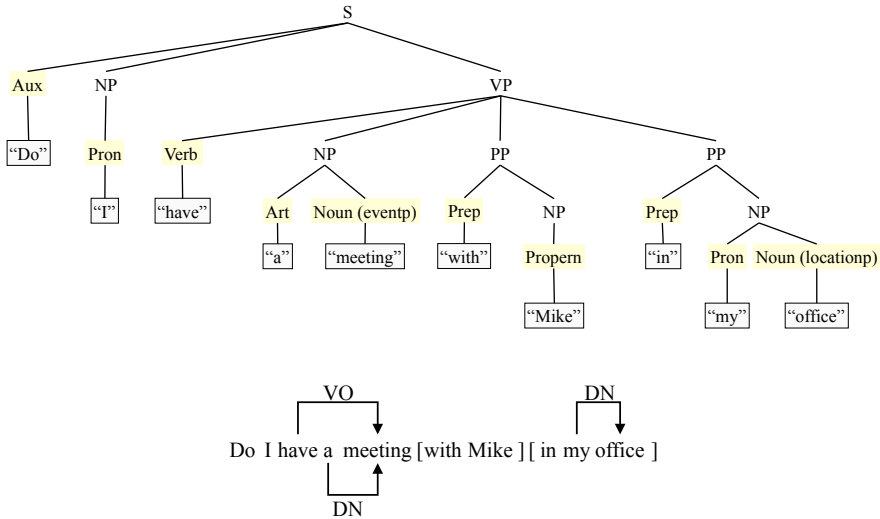 S
Aux NP VP
“Do” Pron Verb NP PP PP
“I” “have” Art Noun (eventp) Prep NP Prep NP
“a” “meeting” “with” Propern “in” Pron Noun (locationp)
“Mike” “my” “office”
VO DN
Do I have a meeting [with Mike ] [ in my office ]
DN